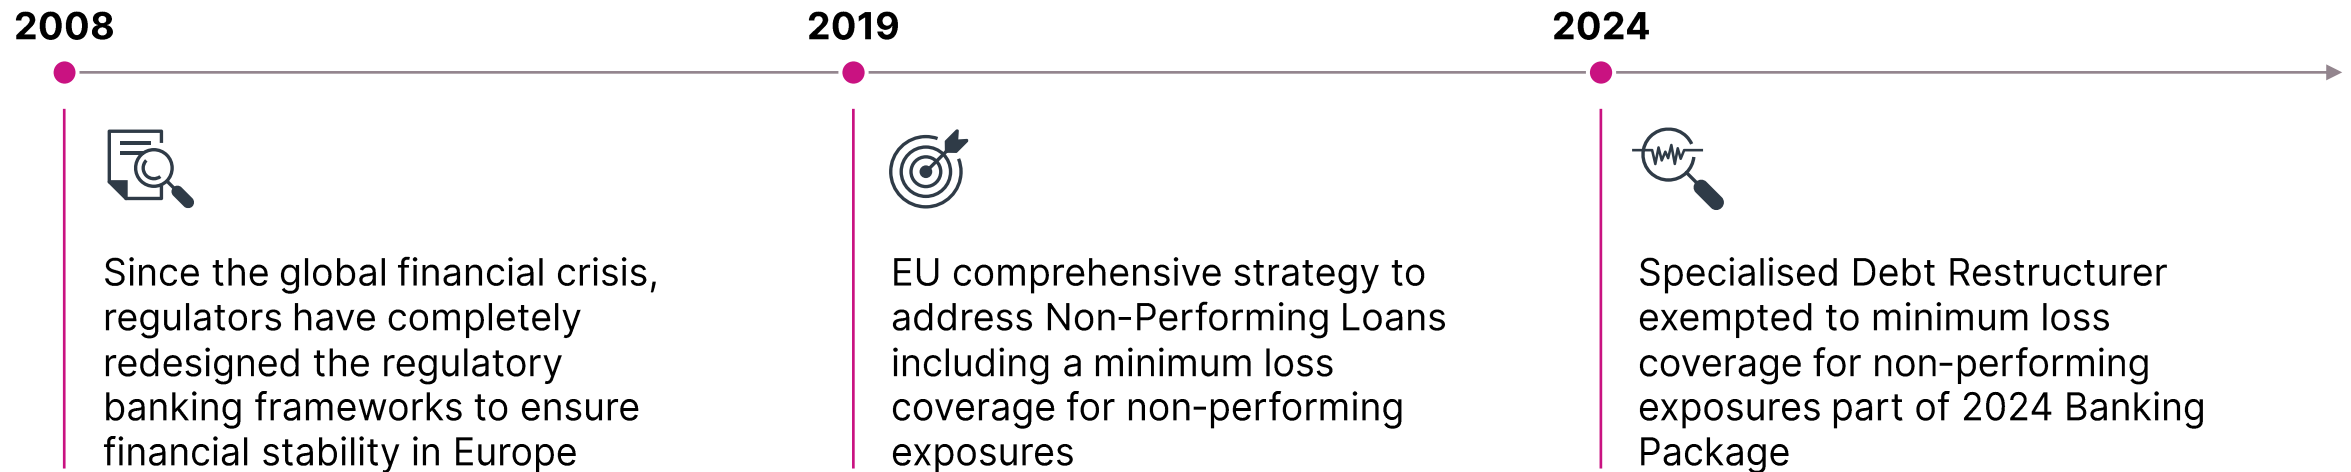 2008
Since the global financial crisis,
regulators have completely
redesigned the regulatory
banking frameworks to ensure
financial stability in Europe
2019
EU comprehensive strategy to
address Non-Performing Loans
including a minimum loss
coverage for non-performing
exposures
2024
Specialised Debt Restructurer
exempted to minimum loss
coverage for non-performing
exposures part of 2024 Banking
Package